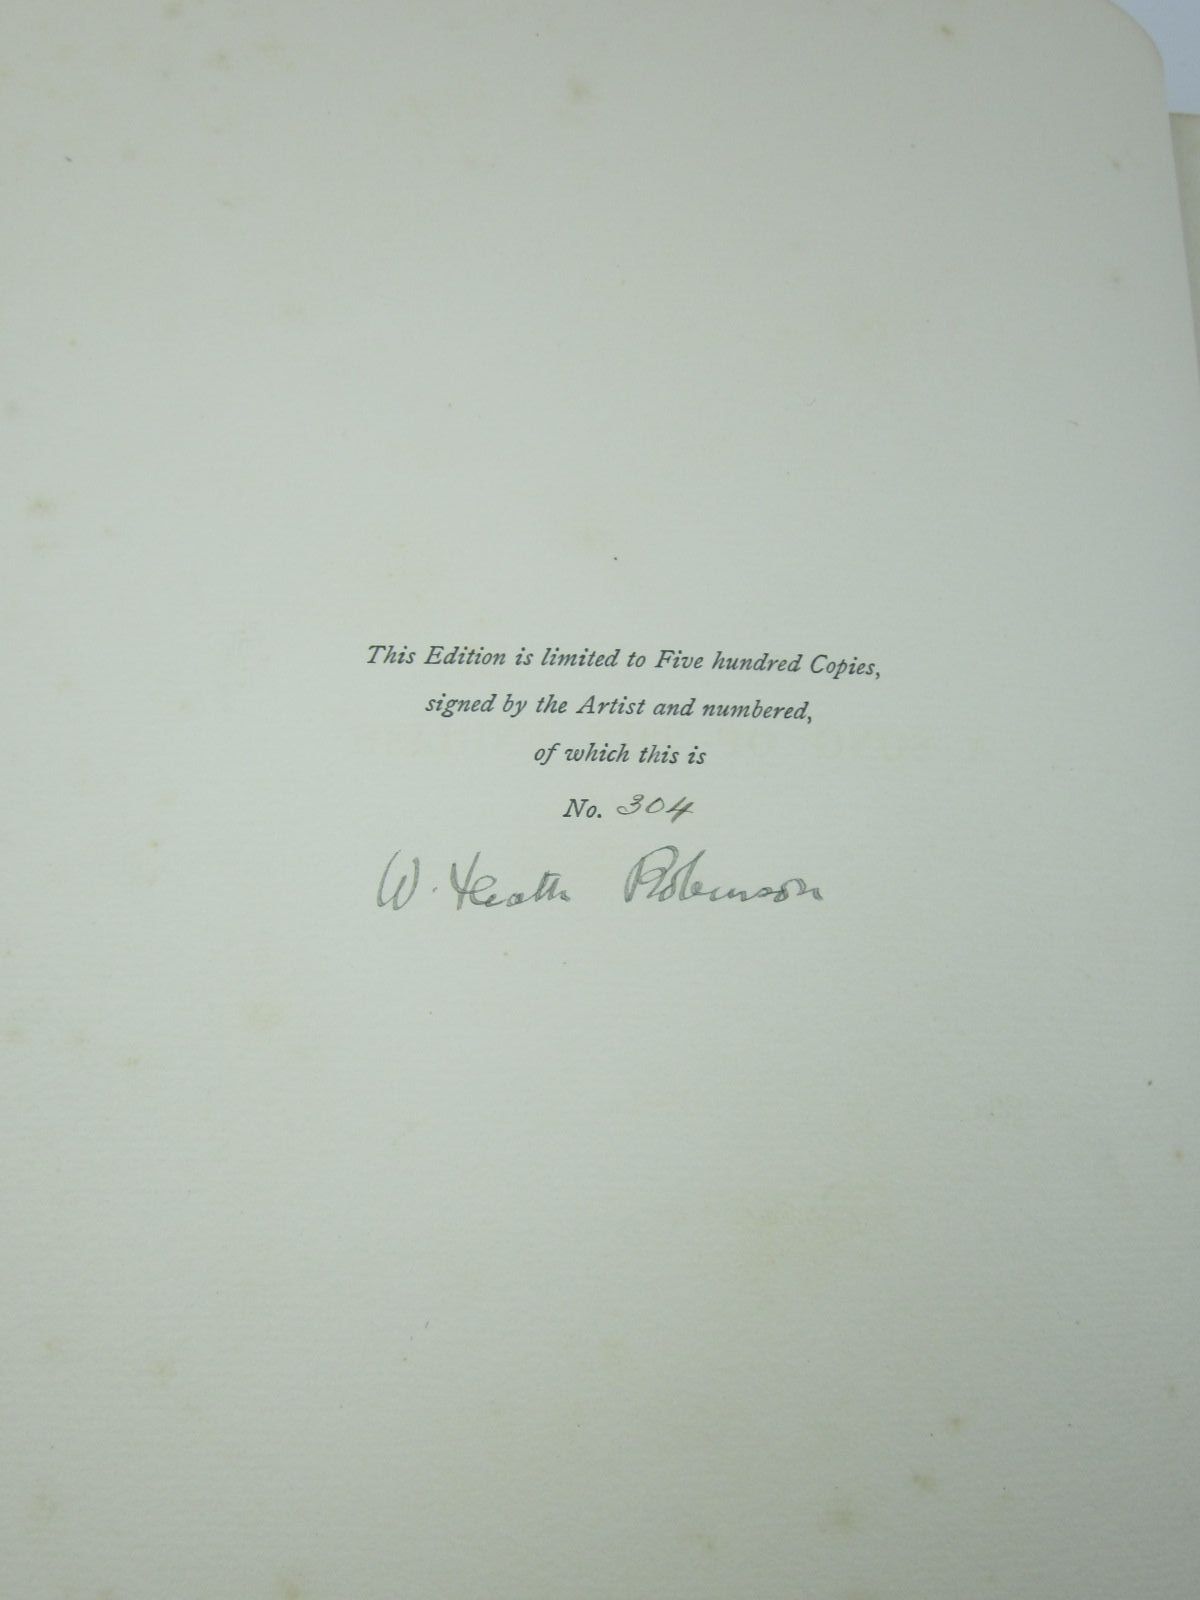 This Edition is limited to Five hundred Copies,
signed by the Artist and numbered,
of which this is
No. 304
W. Heath Robinson